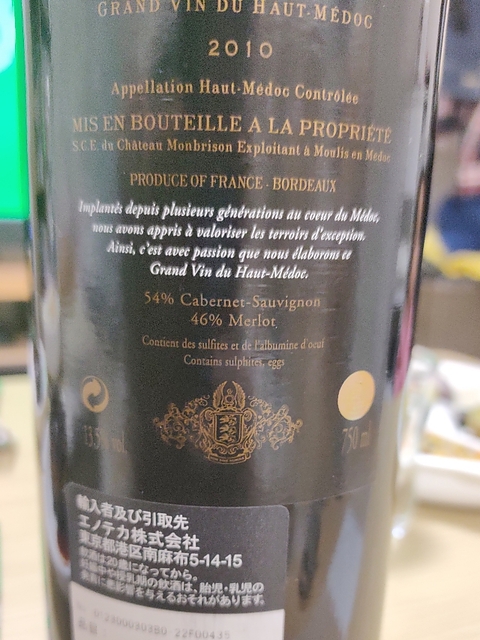 GRAND VIN DU HAUT-MÉDOC
2010
Appellation Haut-Médoc Contrôlée
MIS EN BOUTEILLE A LA PROPRIÉTÉ
S.C.E. du Château Monbrison Exploitant à Moulis en Médoc
PRODUCE OF FRANCE - BORDEAUX
Implantés depuis plusieurs générations au coeur du Médoc,
nous avons appris à valoriser les terroirs d'exception.
Ainsi, c'est avec passion que nous élaborons ce
Grand Vin du Haut-Médoc.
54% Cabernet-Sauvignon
46% Merlot
Contient des sulfites et de l'albumine d'oeuf
Contains sulphites, eggs
13.5% vol.
750 ml
輸入者及び引取先
エノテカ株式会社
東京都港区南麻布5-14-15
飲酒は20歳になってから。
妊娠中や授乳期の飲酒は、胎児・乳児の
発育に悪影響を与えるおそれがあります。
22F00435